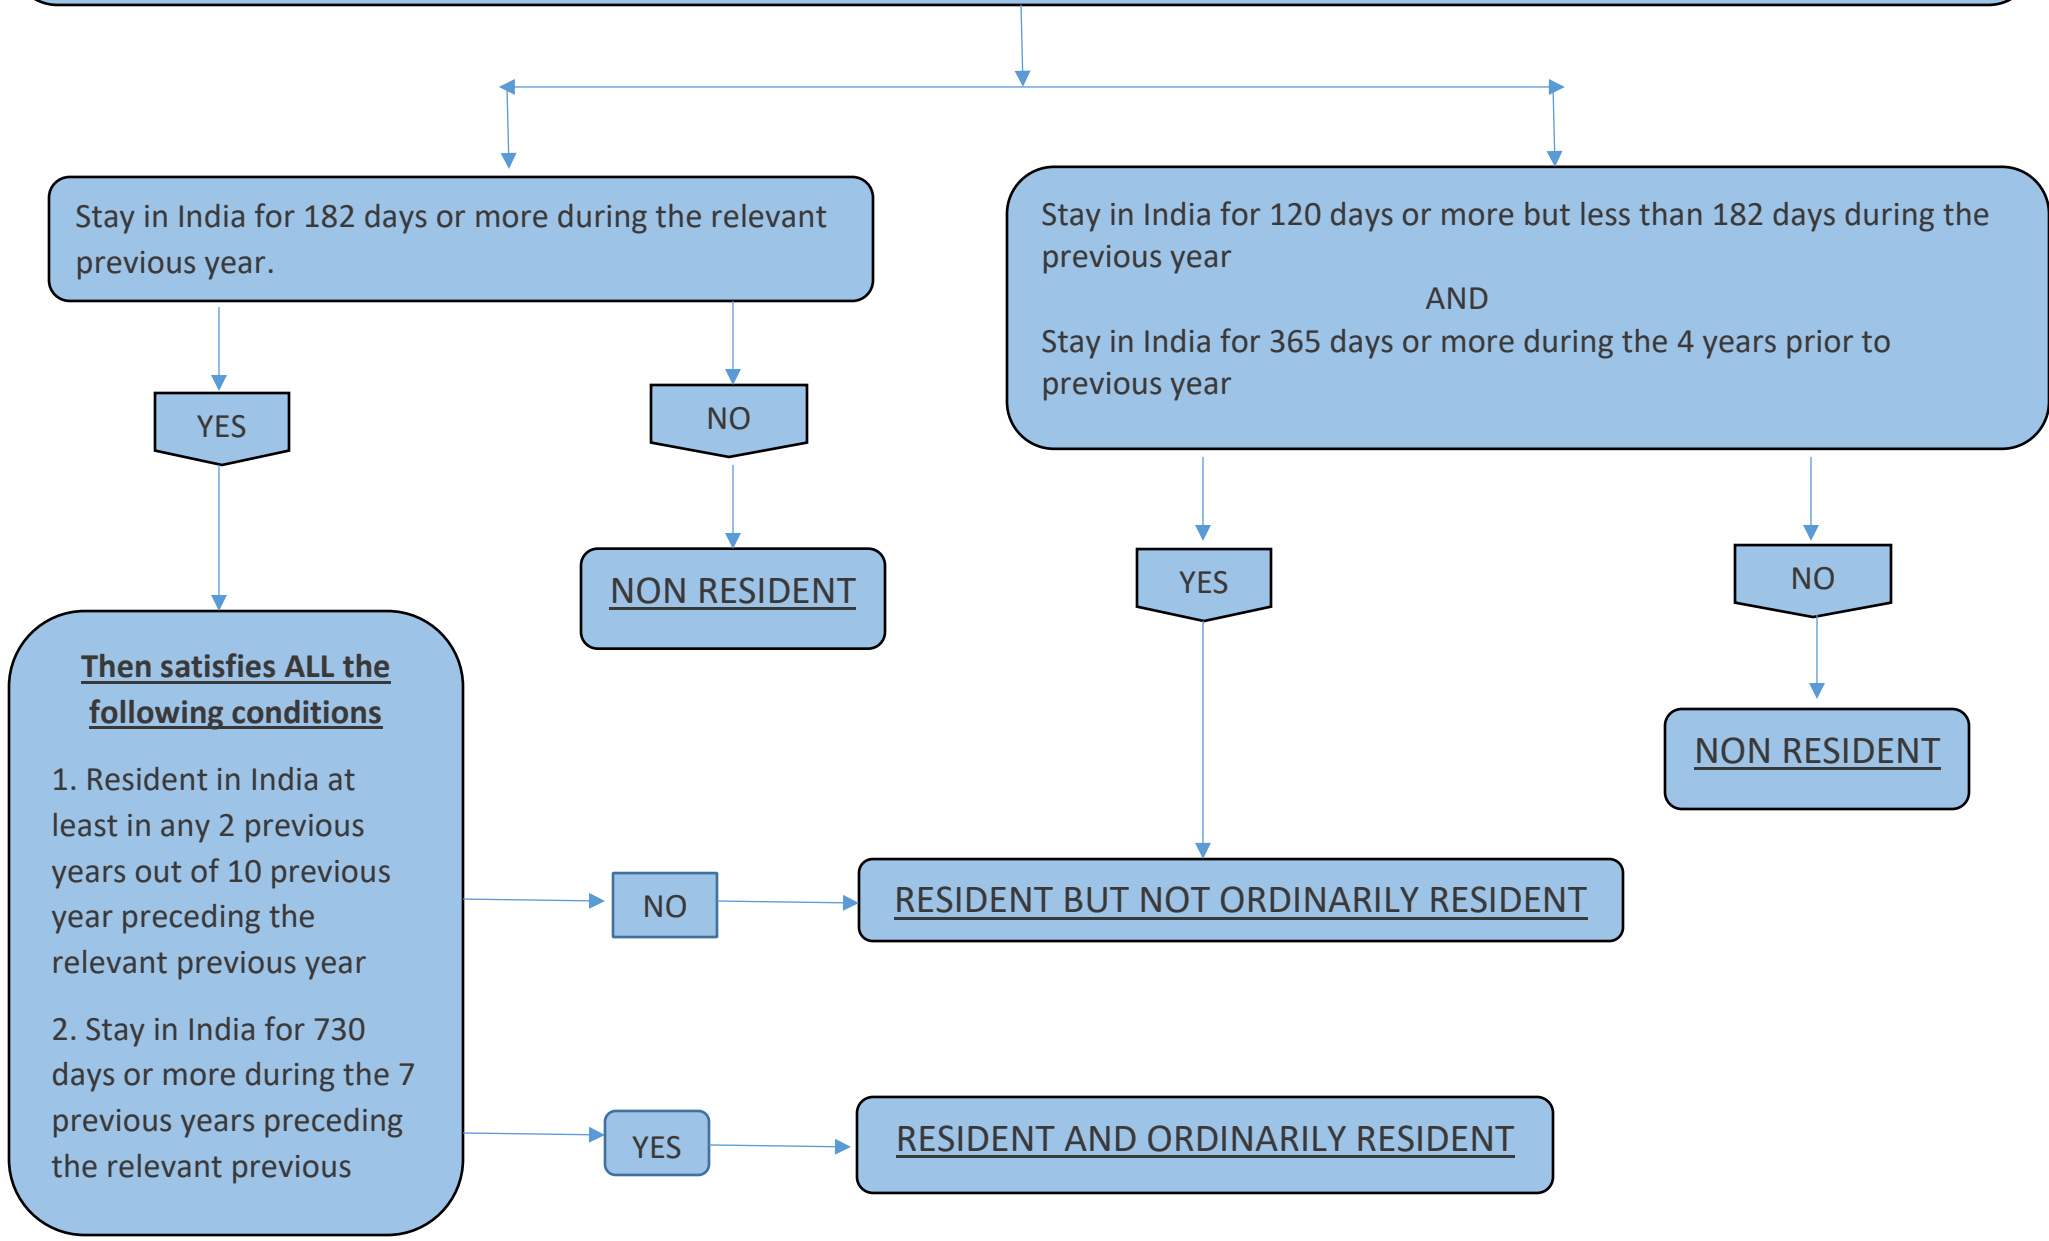 Stay in India for 182 days or more during the relevant
previous year.
Stay in India for 120 days or more but less than 182 days during the
previous year
AND
Stay in India for 365 days or more during the 4 years prior to
previous year
YES
NO
YES
NO
NON RESIDENT
NON RESIDENT
Then satisfies ALL the
following conditions
1. Resident in India at
least in any 2 previous
years out of 10 previous
year preceding the
relevant previous year
2. Stay in India for 730
days or more during the 7
previous years preceding
the relevant previous
NO
RESIDENT BUT NOT ORDINARILY RESIDENT
YES
RESIDENT AND ORDINARILY RESIDENT